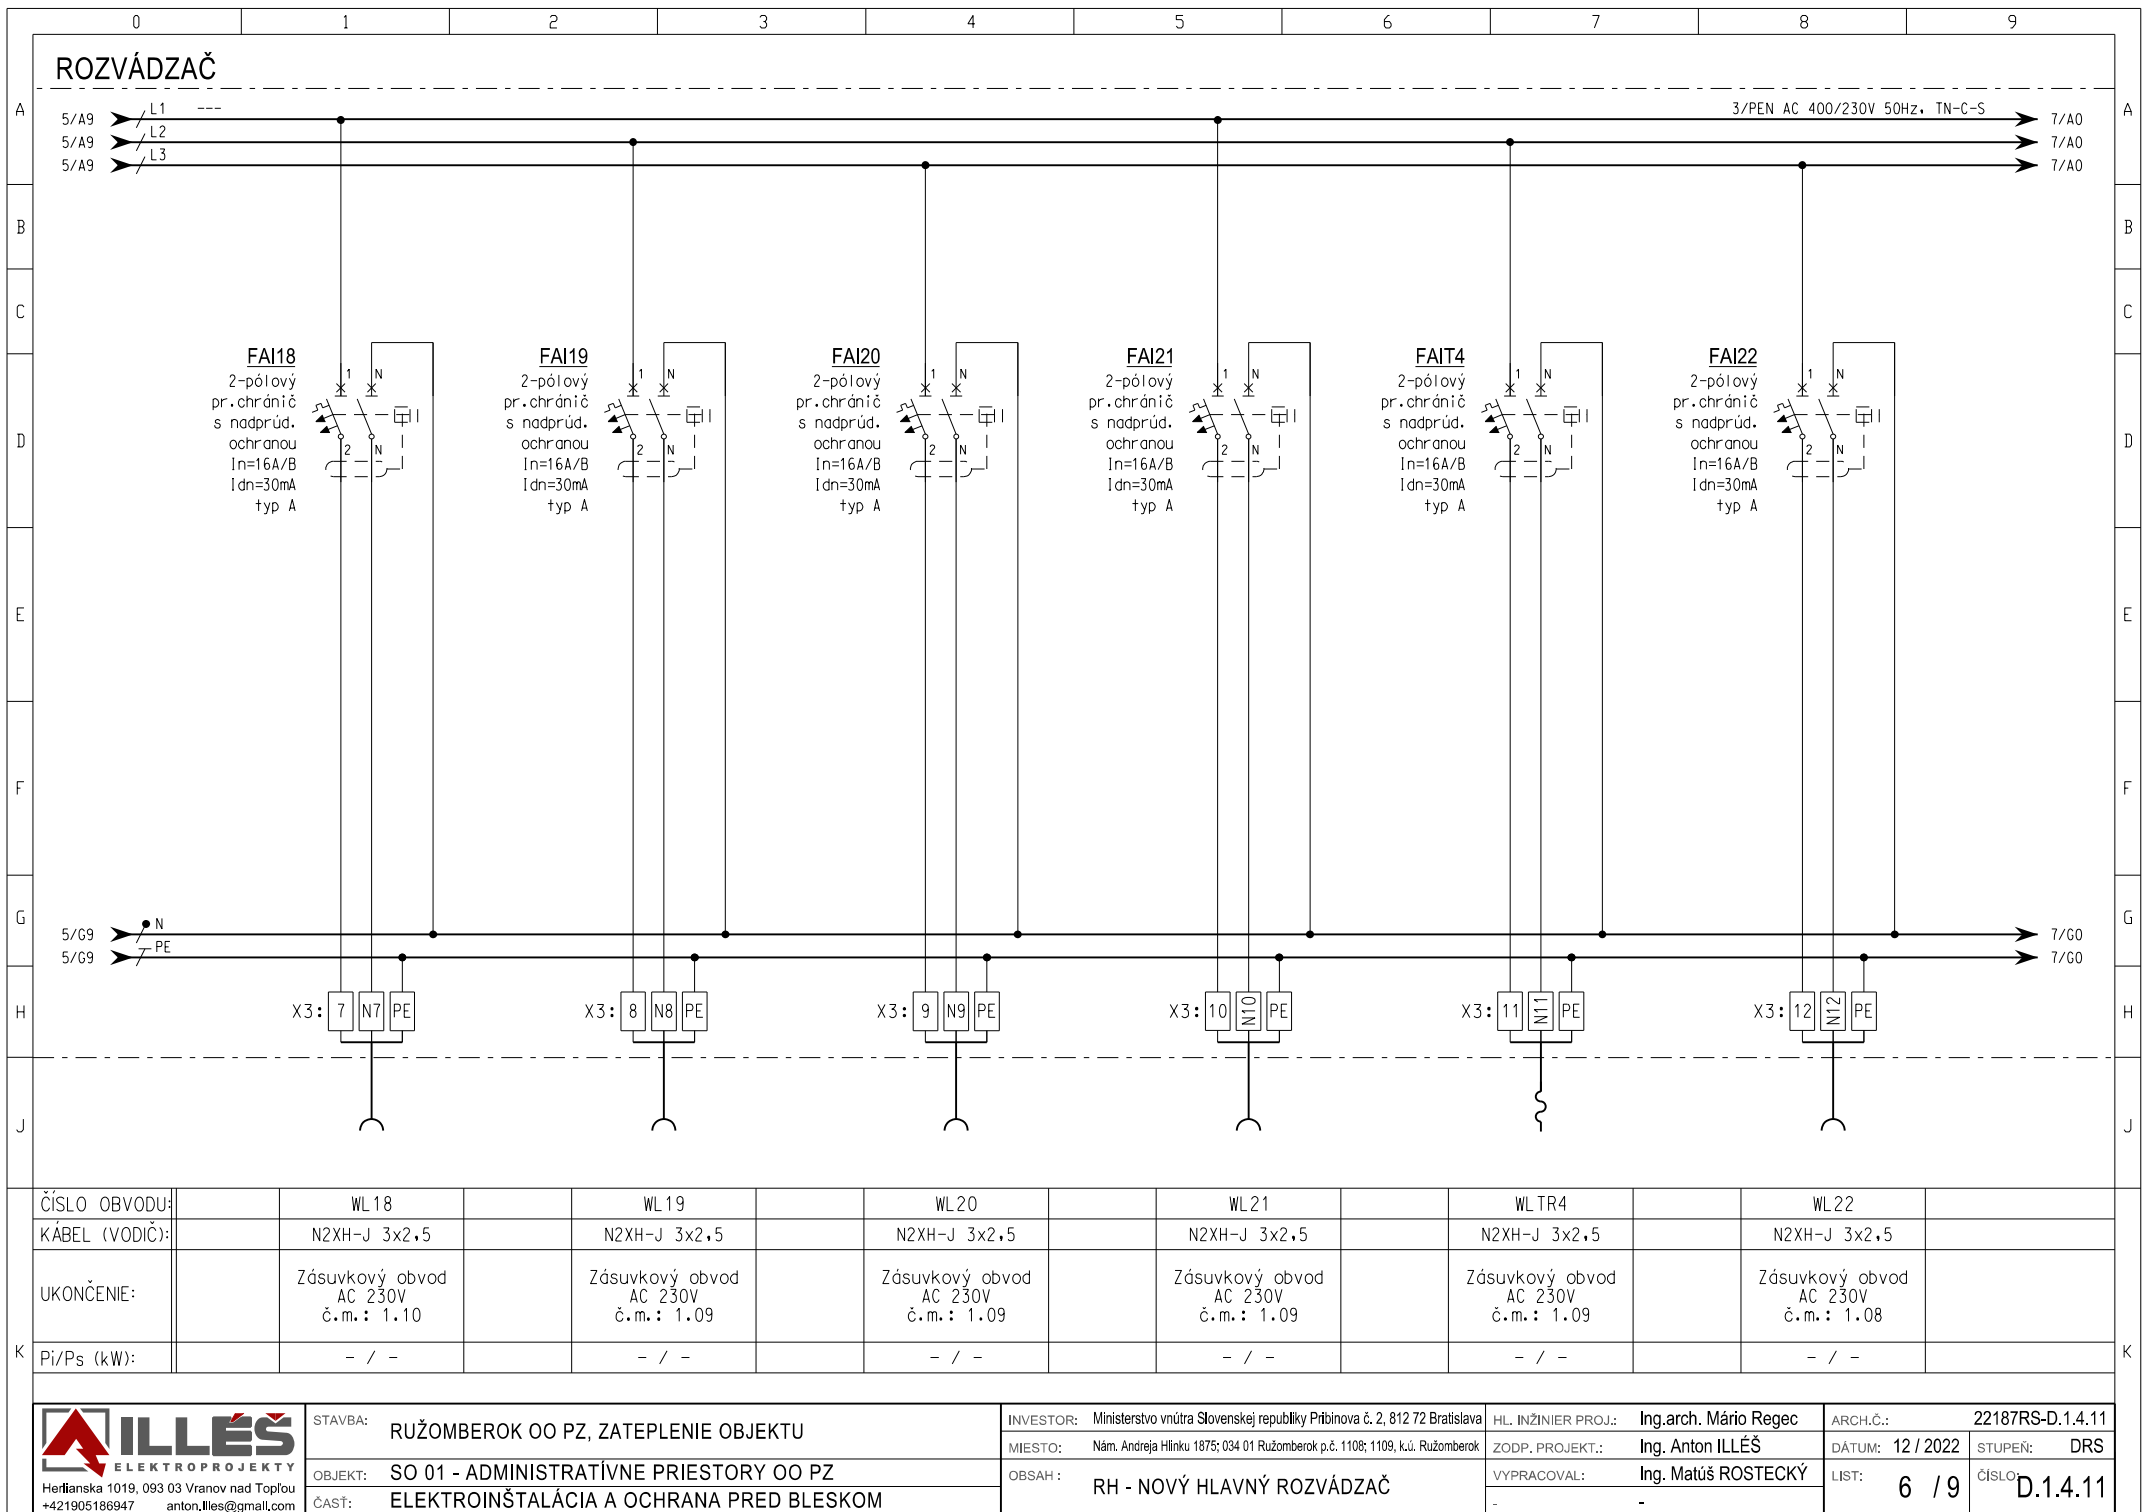 0 1 2 3 4 5 6 7 8 9
ROZVÁDZAČ
A A
5/A9 L1 --- 3/PEN AC 400/230V 50Hz, TN-C-S 7/A0
5/A9 L2 7/A0
5/A9 L3 7/A0
B B
C C
FAI18 FAI19 FAI20 FAI21 FAIT4 FAI22
1 N 1 N 1 N 1 N 1 N 1 N
2-pólový 2-pólový 2-pólový 2-pólový 2-pólový 2-pólový
pr.chránič pr.chránič pr.chránič pr.chránič pr.chránič pr.chránič
s nadprúd. s nadprúd. s nadprúd. s nadprúd. s nadprúd. s nadprúd.
D D
ochranou ochranou ochranou ochranou ochranou ochranou
2 N 2 N 2 N 2 N 2 N 2 N
In=16A/B In=16A/B In=16A/B In=16A/B In=16A/B In=16A/B
Idn=30mA Idn=30mA Idn=30mA Idn=30mA Idn=30mA Idn=30mA
typ A typ A typ A typ A typ A typ A
E E
F F
G G
5/G9 N 7/G0
5/G9 PE 7/G0
H X3: 7 N7 PE X3: 8 N8 PE X3: 9 N9 PE X3: 10 N10 PE X3: 11 N11 PE X3: 12 N12 PE H
J J
ČÍSLO OBVODU: WL18 WL19 WL20 WL21 WLTR4 WL22
KÁBEL (VODIČ): N2XH-J 3x2,5 N2XH-J 3x2,5 N2XH-J 3x2,5 N2XH-J 3x2,5 N2XH-J 3x2,5 N2XH-J 3x2,5
UKONČENIE: Zásuvkový obvod Zásuvkový obvod Zásuvkový obvod Zásuvkový obvod Zásuvkový obvod Zásuvkový obvod
AC 230V AC 230V AC 230V AC 230V AC 230V AC 230V
č.m.: 1.10 č.m.: 1.09 č.m.: 1.09 č.m.: 1.09 č.m.: 1.09 č.m.: 1.08
K Pi/Ps (kW): - / - - / - - / - - / - - / - - / - K
ILLÉŠ
ELEKTROPROJEKTY
Herlianska 1019, 093 03 Vranov nad Topľou
+421905186947 anton.illes@gmail.com
STAVBA: RUŽOMBEROK OO PZ, ZATEPLENIE OBJEKTU
OBJEKT: SO 01 - ADMINISTRATÍVNE PRIESTORY OO PZ
ČASŤ: ELEKTROINŠTALÁCIA A OCHRANA PRED BLESKOM
INVESTOR: Ministerstvo vnútra Slovenskej republiky Pribinova č. 2, 812 72 Bratislava
MIESTO: Nám. Andreja Hlinku 1875; 034 01 Ružomberok p.č. 1108; 1109, k.ú. Ružomberok
OBSAH : RH - NOVÝ HLAVNÝ ROZVÁDZAČ
HL. INŽINIER PROJ.: Ing.arch. Mário Regec
ZODP. PROJEKT.: Ing. Anton ILLÉŠ
VYPRACOVAL: Ing. Matúš ROSTECKÝ
- -
ARCH.Č.: 22187RS-D.1.4.11
DÁTUM: 12 / 2022 STUPEŇ: DRS
LIST: 6 / 9 ČÍSLO: D.1.4.11